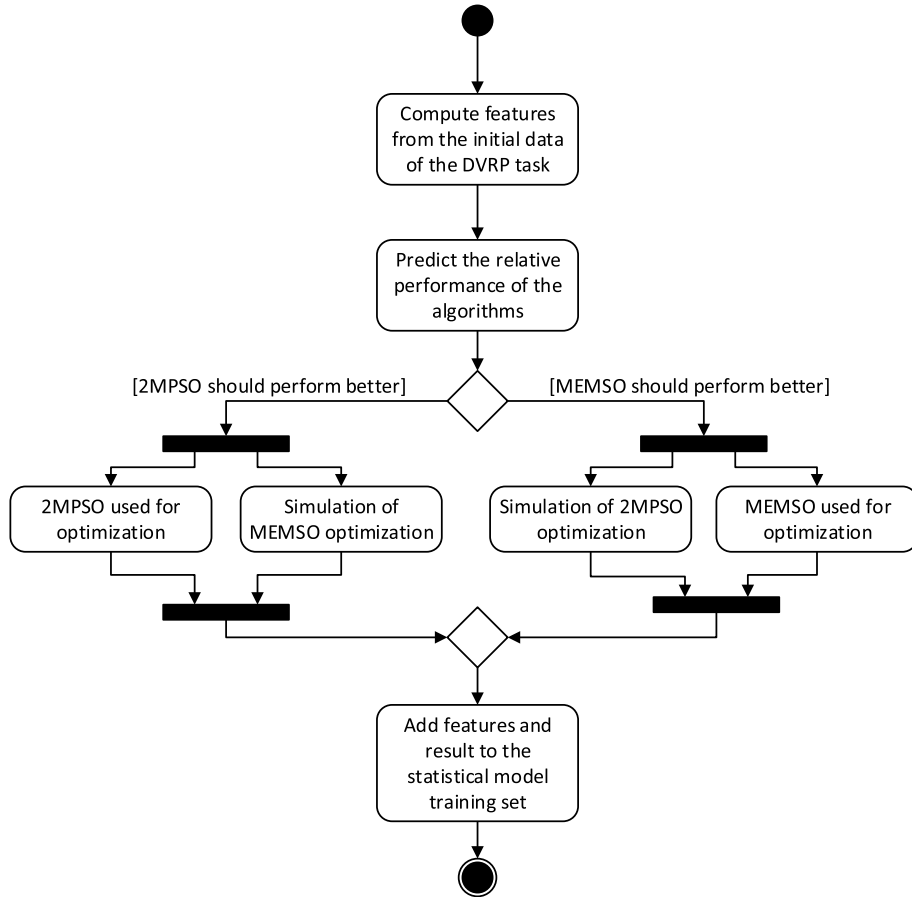 Compute features
from the initial data
of the DVRP task
Predict the relative
performance of the
algorithms
[2MPSO should perform better]
[MEMSO should perform better]
2MPSO used for
optimization
Simulation of
MEMSO optimization
Simulation of 2MPSO
optimization
MEMSO used for
optimization
Add features and
result to the
statistical model
training set